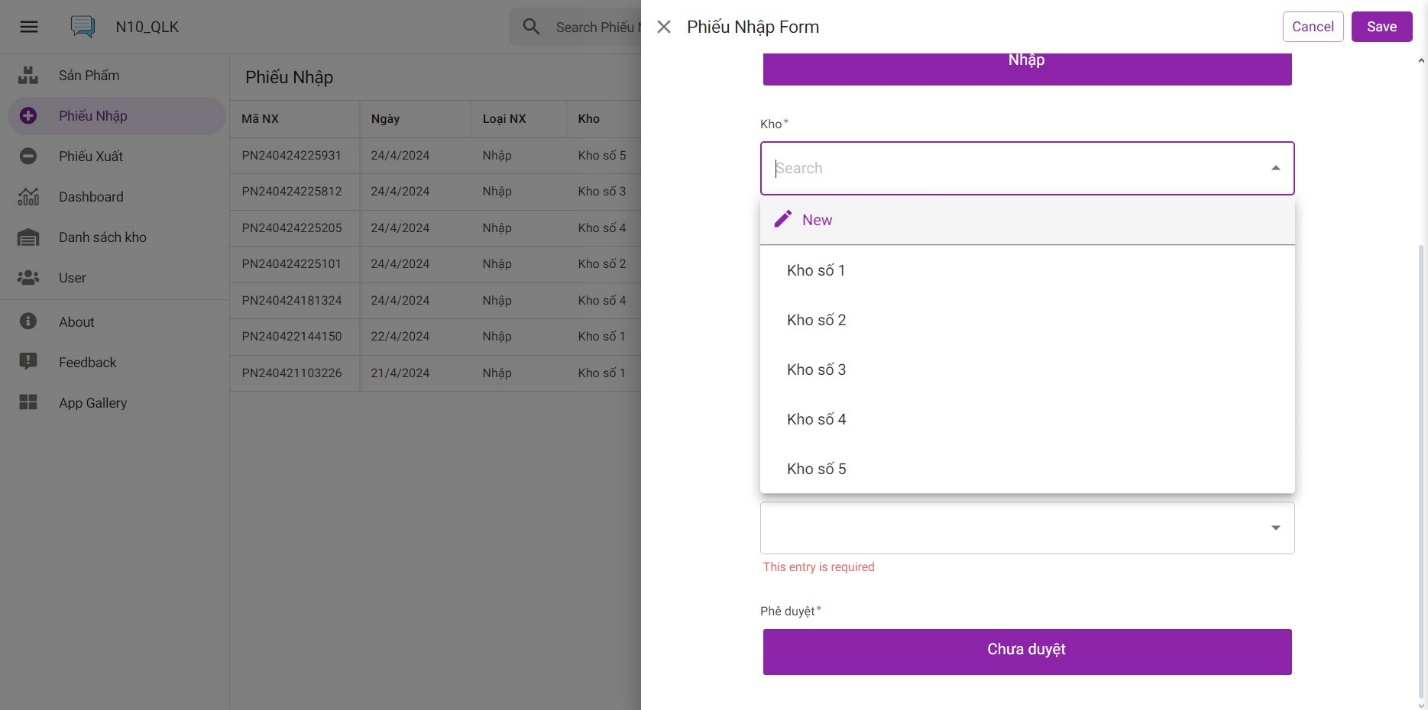 N10_QLK
Search Phiếu
Phiếu Nhập Form
Cancel
Save
Sản Phẩm
Phiếu Nhập
Phiếu Xuất
Dashboard
Danh sách kho
User
About
Feedback
App Gallery
Phiếu Nhập
Mã NX Ngày Loại NX Kho
PN240424225931 24/4/2024 Nhập Kho số 5
PN240424225812 24/4/2024 Nhập Kho số 3
PN240424225205 24/4/2024 Nhập Kho số 4
PN240424225101 24/4/2024 Nhập Kho số 2
PN240424181324 24/4/2024 Nhập Kho số 4
PN240422144150 22/4/2024 Nhập Kho số 1
PN240421103226 21/4/2024 Nhập Kho số 1
Nhập
Kho*
Search
New
Kho số 1
Kho số 2
Kho số 3
Kho số 4
Kho số 5
This entry is required
Phê duyệt*
Chưa duyệt